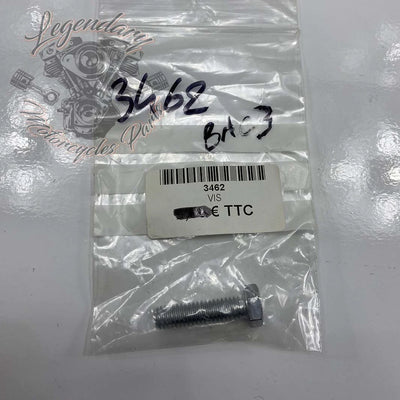 Legendary
Motorcycles Parts
3462
BAC3
3462
VIS
€ TTC